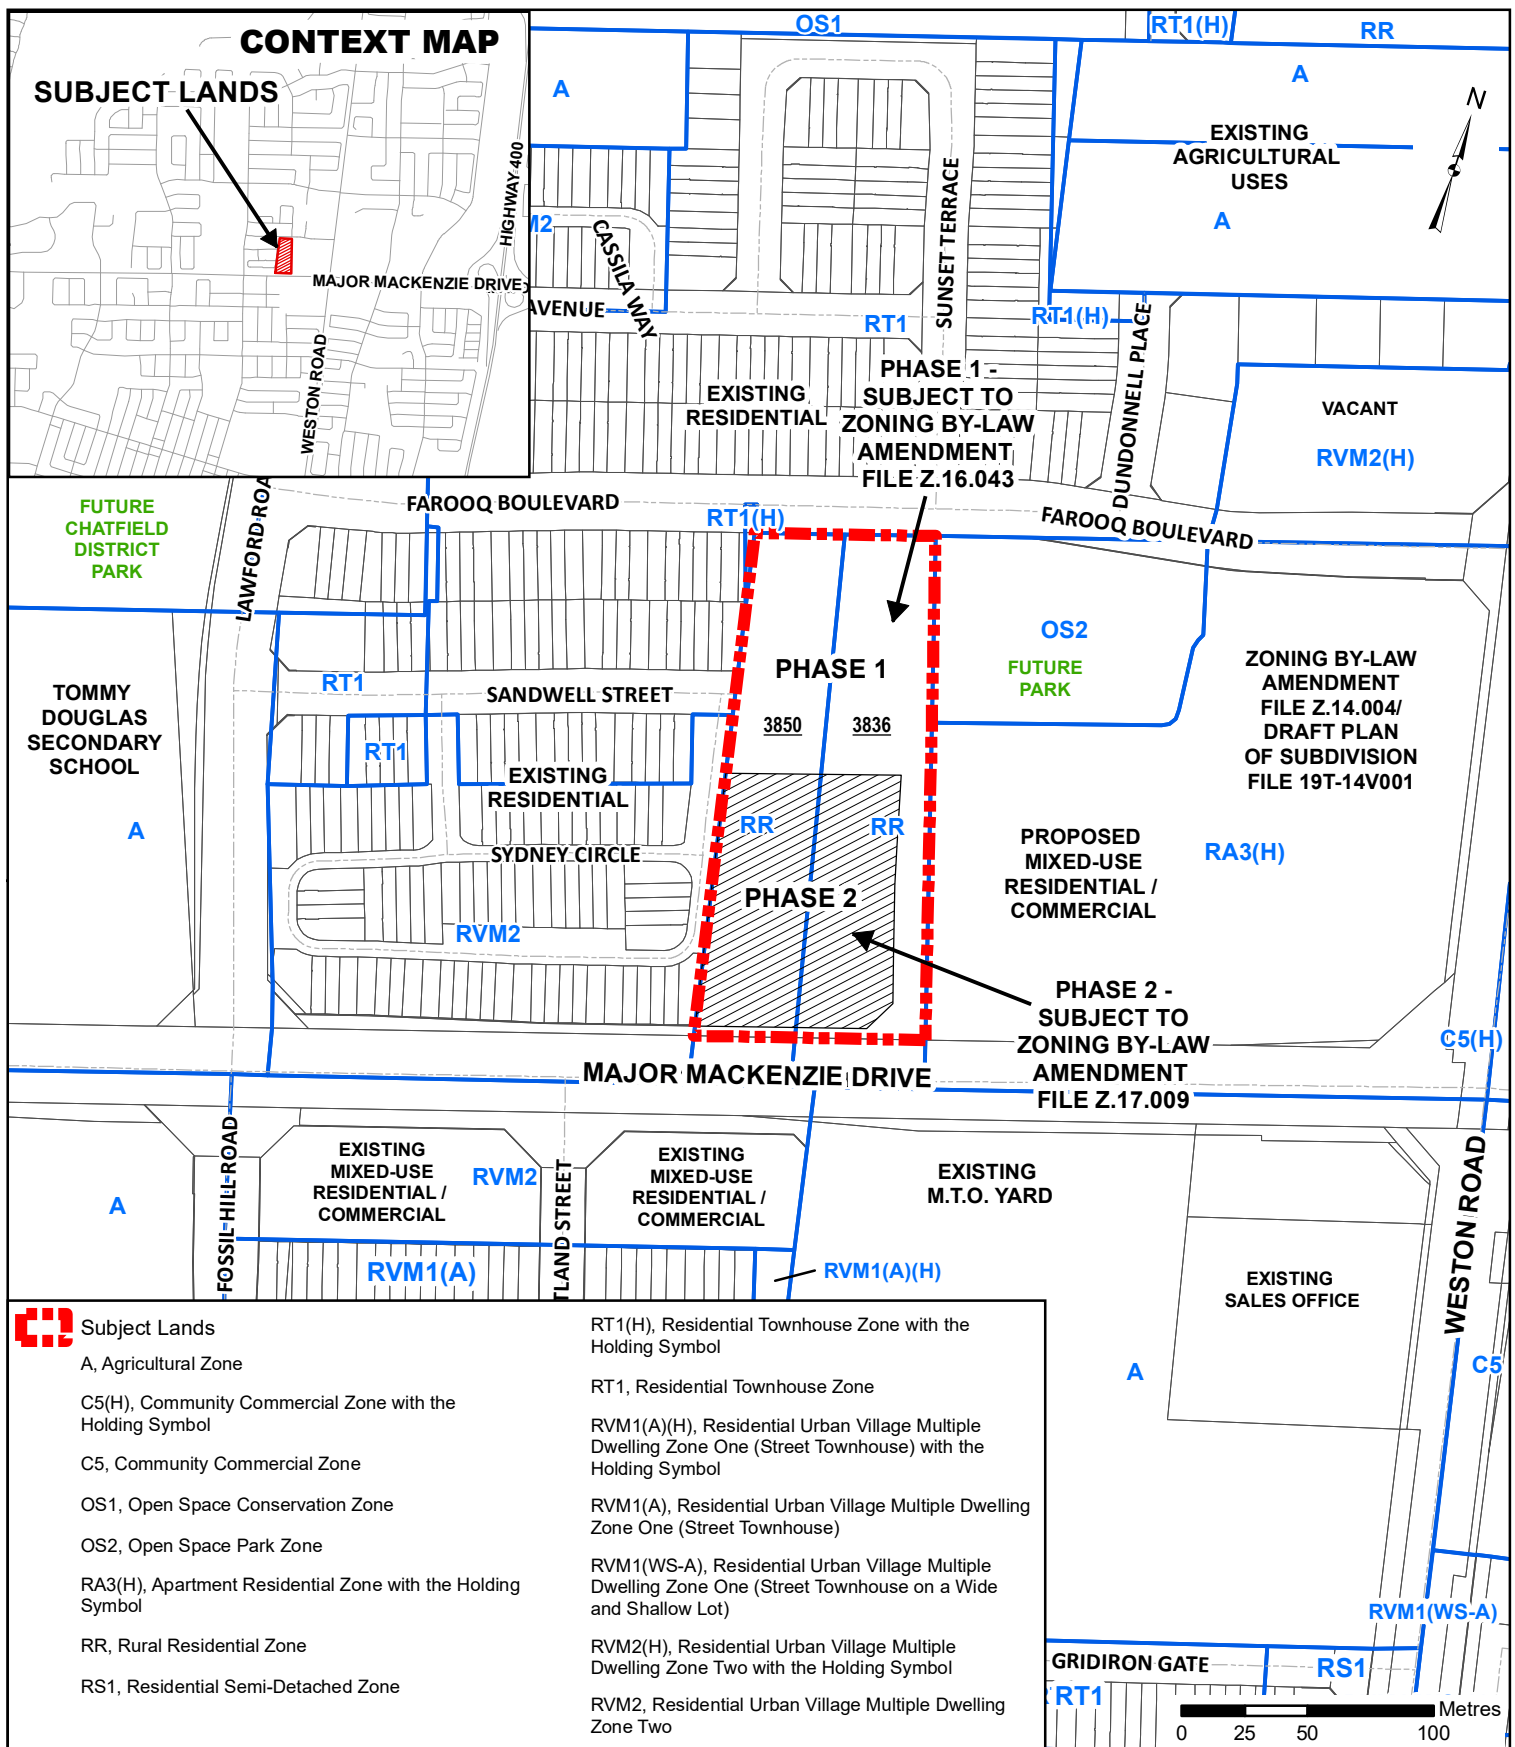 CONTEXT MAP
SUBJECT LANDS
HIGHWAY 400
MAJOR MACKENZIE DRIVE
WESTON ROAD
OS1
RT1(H)
RR
A
A
EXISTING
AGRICULTURAL
USES
A
N
M2
CASSILA WAY
AVENUE
RT1
SUNSET TERRACE
RT1(H)
DUNDONNELL PLACE
EXISTING
RESIDENTIAL
PHASE 1 -
SUBJECT TO
ZONING BY-LAW
AMENDMENT
FILE Z.16.043
VACANT
RVM2(H)
FUTURE
CHATFIELD
DISTRICT
PARK
LAWFORD ROA
FAROOQ BOULEVARD
RT1(H)
FAROOQ BOULEVARD
OS2
FUTURE
PARK
ZONING BY-LAW
AMENDMENT
FILE Z.14.004/
DRAFT PLAN
OF SUBDIVISION
FILE 19T-14V001
TOMMY
DOUGLAS
SECONDARY
SCHOOL
A
RT1
SANDWELL STREET
RT1
EXISTING
RESIDENTIAL
PHASE 1
3850
3836
RR
RR
SYDNEY CIRCLE
RVM2
PHASE 2
PROPOSED
MIXED-USE
RESIDENTIAL /
COMMERCIAL
RA3(H)
PHASE 2 -
SUBJECT TO
ZONING BY-LAW
AMENDMENT
FILE Z.17.009
C5(H)
MAJOR MACKENZIE DRIVE
A
FOSSIL HILL ROAD
EXISTING
MIXED-USE
RESIDENTIAL /
COMMERCIAL
RVM2
TLAND STREET
EXISTING
MIXED-USE
RESIDENTIAL /
COMMERCIAL
EXISTING
M.T.O. YARD
WESTON ROAD
RVM1(A)
RVM1(A)(H)
EXISTING
SALES OFFICE
A
C5
RVM1(WS-A)
GRIDIRON GATE
RS1
RT1
Metres
0 25 50 100
Subject Lands
A, Agricultural Zone
C5(H), Community Commercial Zone with the
Holding Symbol
C5, Community Commercial Zone
OS1, Open Space Conservation Zone
OS2, Open Space Park Zone
RA3(H), Apartment Residential Zone with the Holding
Symbol
RR, Rural Residential Zone
RS1, Residential Semi-Detached Zone
RT1(H), Residential Townhouse Zone with the
Holding Symbol
RT1, Residential Townhouse Zone
RVM1(A)(H), Residential Urban Village Multiple
Dwelling Zone One (Street Townhouse) with the
Holding Symbol
RVM1(A), Residential Urban Village Multiple Dwelling
Zone One (Street Townhouse)
RVM1(WS-A), Residential Urban Village Multiple
Dwelling Zone One (Street Townhouse on a Wide
and Shallow Lot)
RVM2(H), Residential Urban Village Multiple
Dwelling Zone Two with the Holding Symbol
RVM2, Residential Urban Village Multiple Dwelling
Zone Two